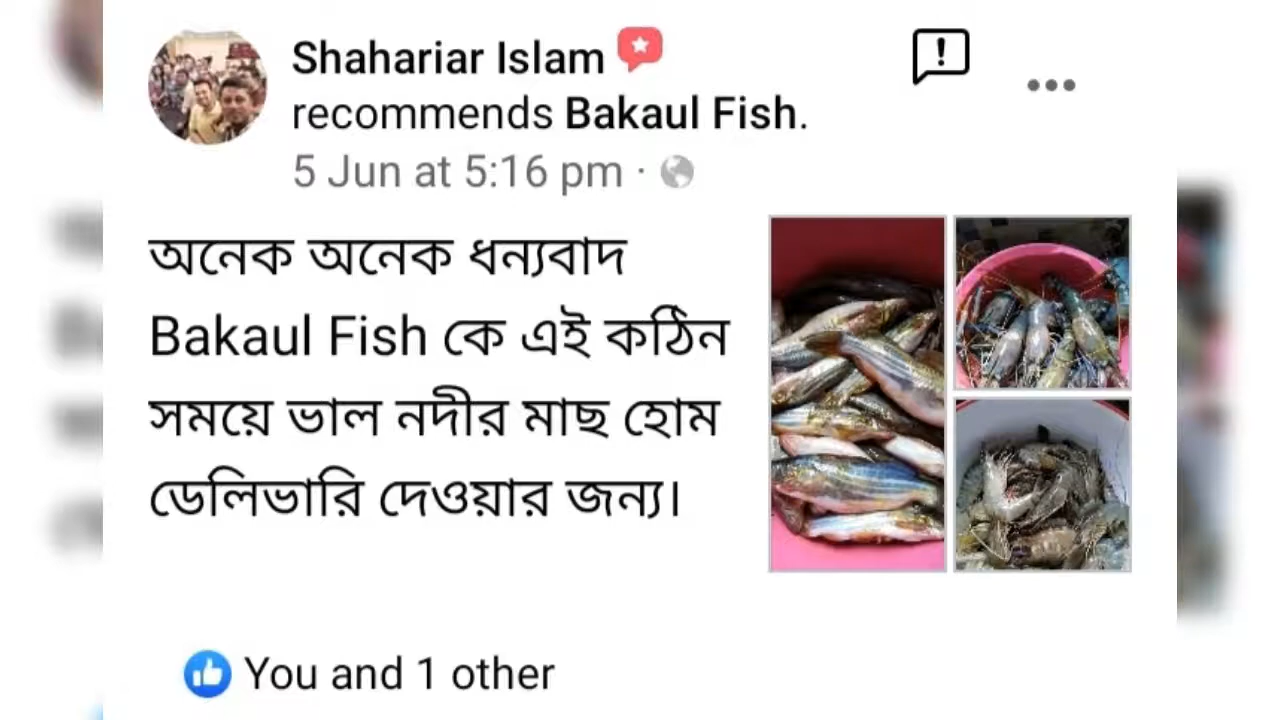 Shahariar Islam
recommends Bakaul Fish.
5 Jun at 5:16 pm ·
অনেক অনেক ধন্যবাদ
Bakaul Fish কে এই কঠিন
সময়ে ভাল নদীর মাছ হোম
ডেলিভারি দেওয়ার জন্য।
You and 1 other